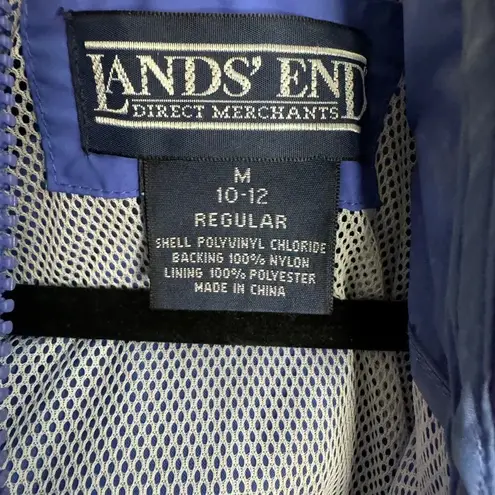 LANDS' END
DIRECT MERCHANTS
M
10-12
REGULAR
SHELL POLYVINYL CHLORIDE
BACKING 100% NYLON
LINING 100% POLYESTER
MADE IN CHINA